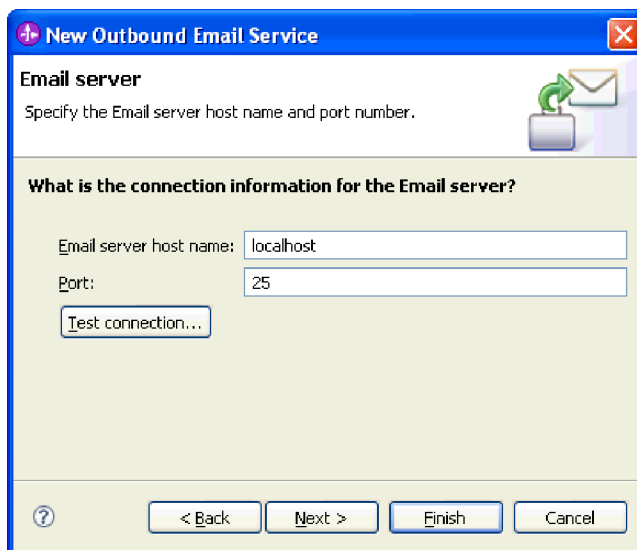 New Outbound Email Service
Email server
Specify the Email server host name and port number.
What is the connection information for the Email server?
Email server host name: localhost
Port: 25
Test connection...
? < Back Next > Finish Cancel